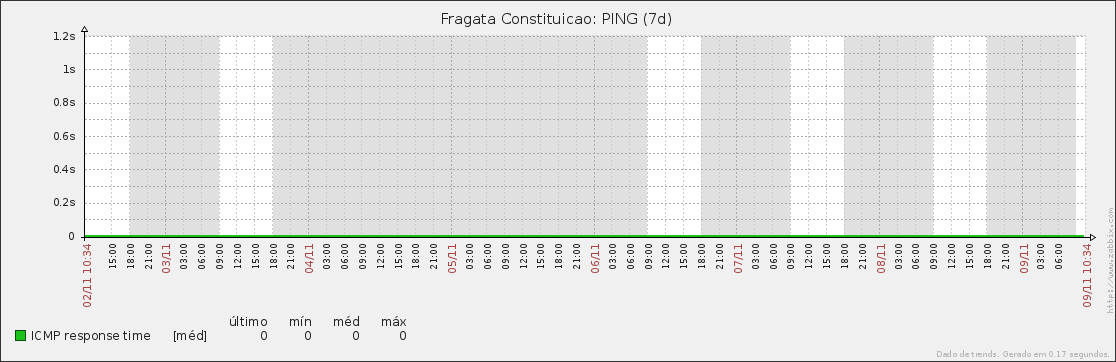 Fragata Constituicao: PING (7d)
1.2s
1s
0.8s
0.6s
0.4s
0.2s
0
02/11 10:34 15:00 18:00 21:00 03/11 03:00 06:00 09:00 12:00 15:00 18:00 21:00 04/11 03:00 06:00 09:00 12:00 15:00 18:00 21:00 05/11 03:00 06:00 09:00 12:00 15:00 18:00 21:00 06/11 03:00 06:00 09:00 12:00 15:00 18:00 21:00 07/11 03:00 06:00 09:00 12:00 15:00 18:00 21:00 08/11 03:00 06:00 09:00 12:00 15:00 18:00 21:00 09/11 03:00 06:00 09/11 10:34
http://www.zabbix.com
último mín méd máx
ICMP response time [méd] 0 0 0 0
Dado de trends. Gerado em 0.17 segundos.